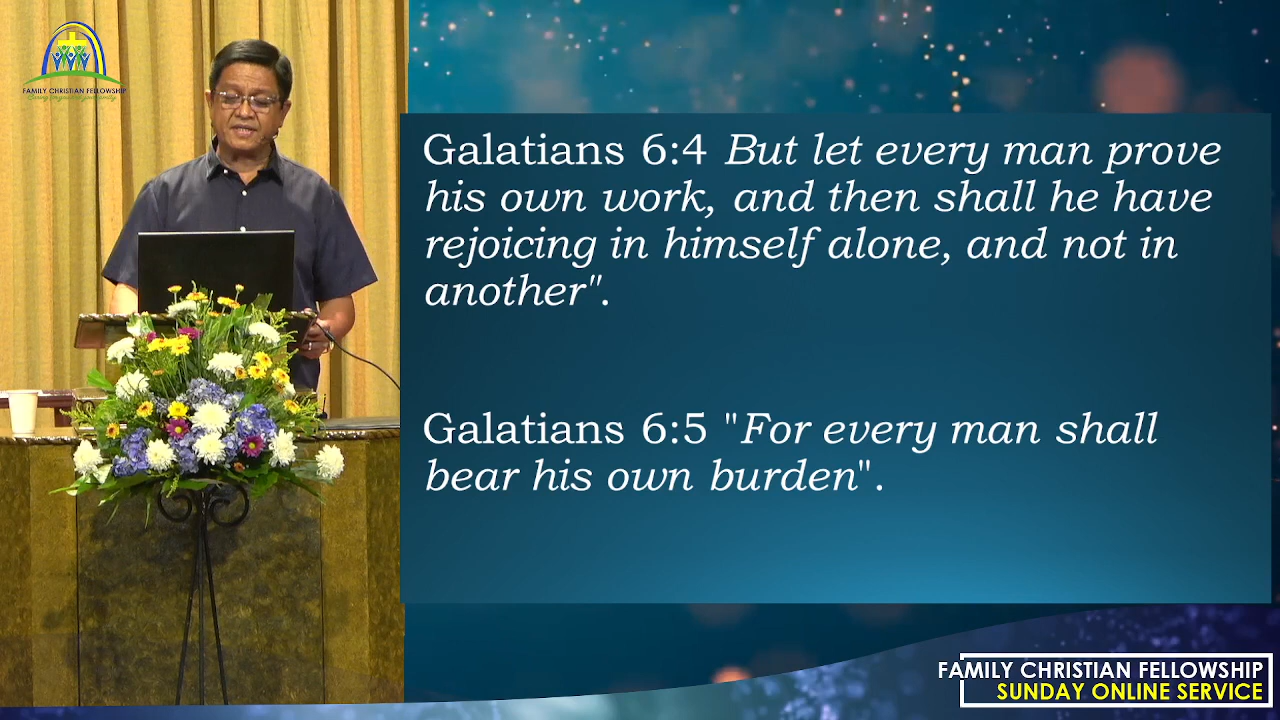 FAMILY CHRISTIAN FELLOWSHIP
Galatians 6:4 But let every man prove
his own work, and then shall he have
rejoicing in himself alone, and not in
another".
Galatians 6:5 "For every man shall
bear his own burden".
FAMILY CHRISTIAN FELLOWSHIP
SUNDAY ONLINE SERVICE